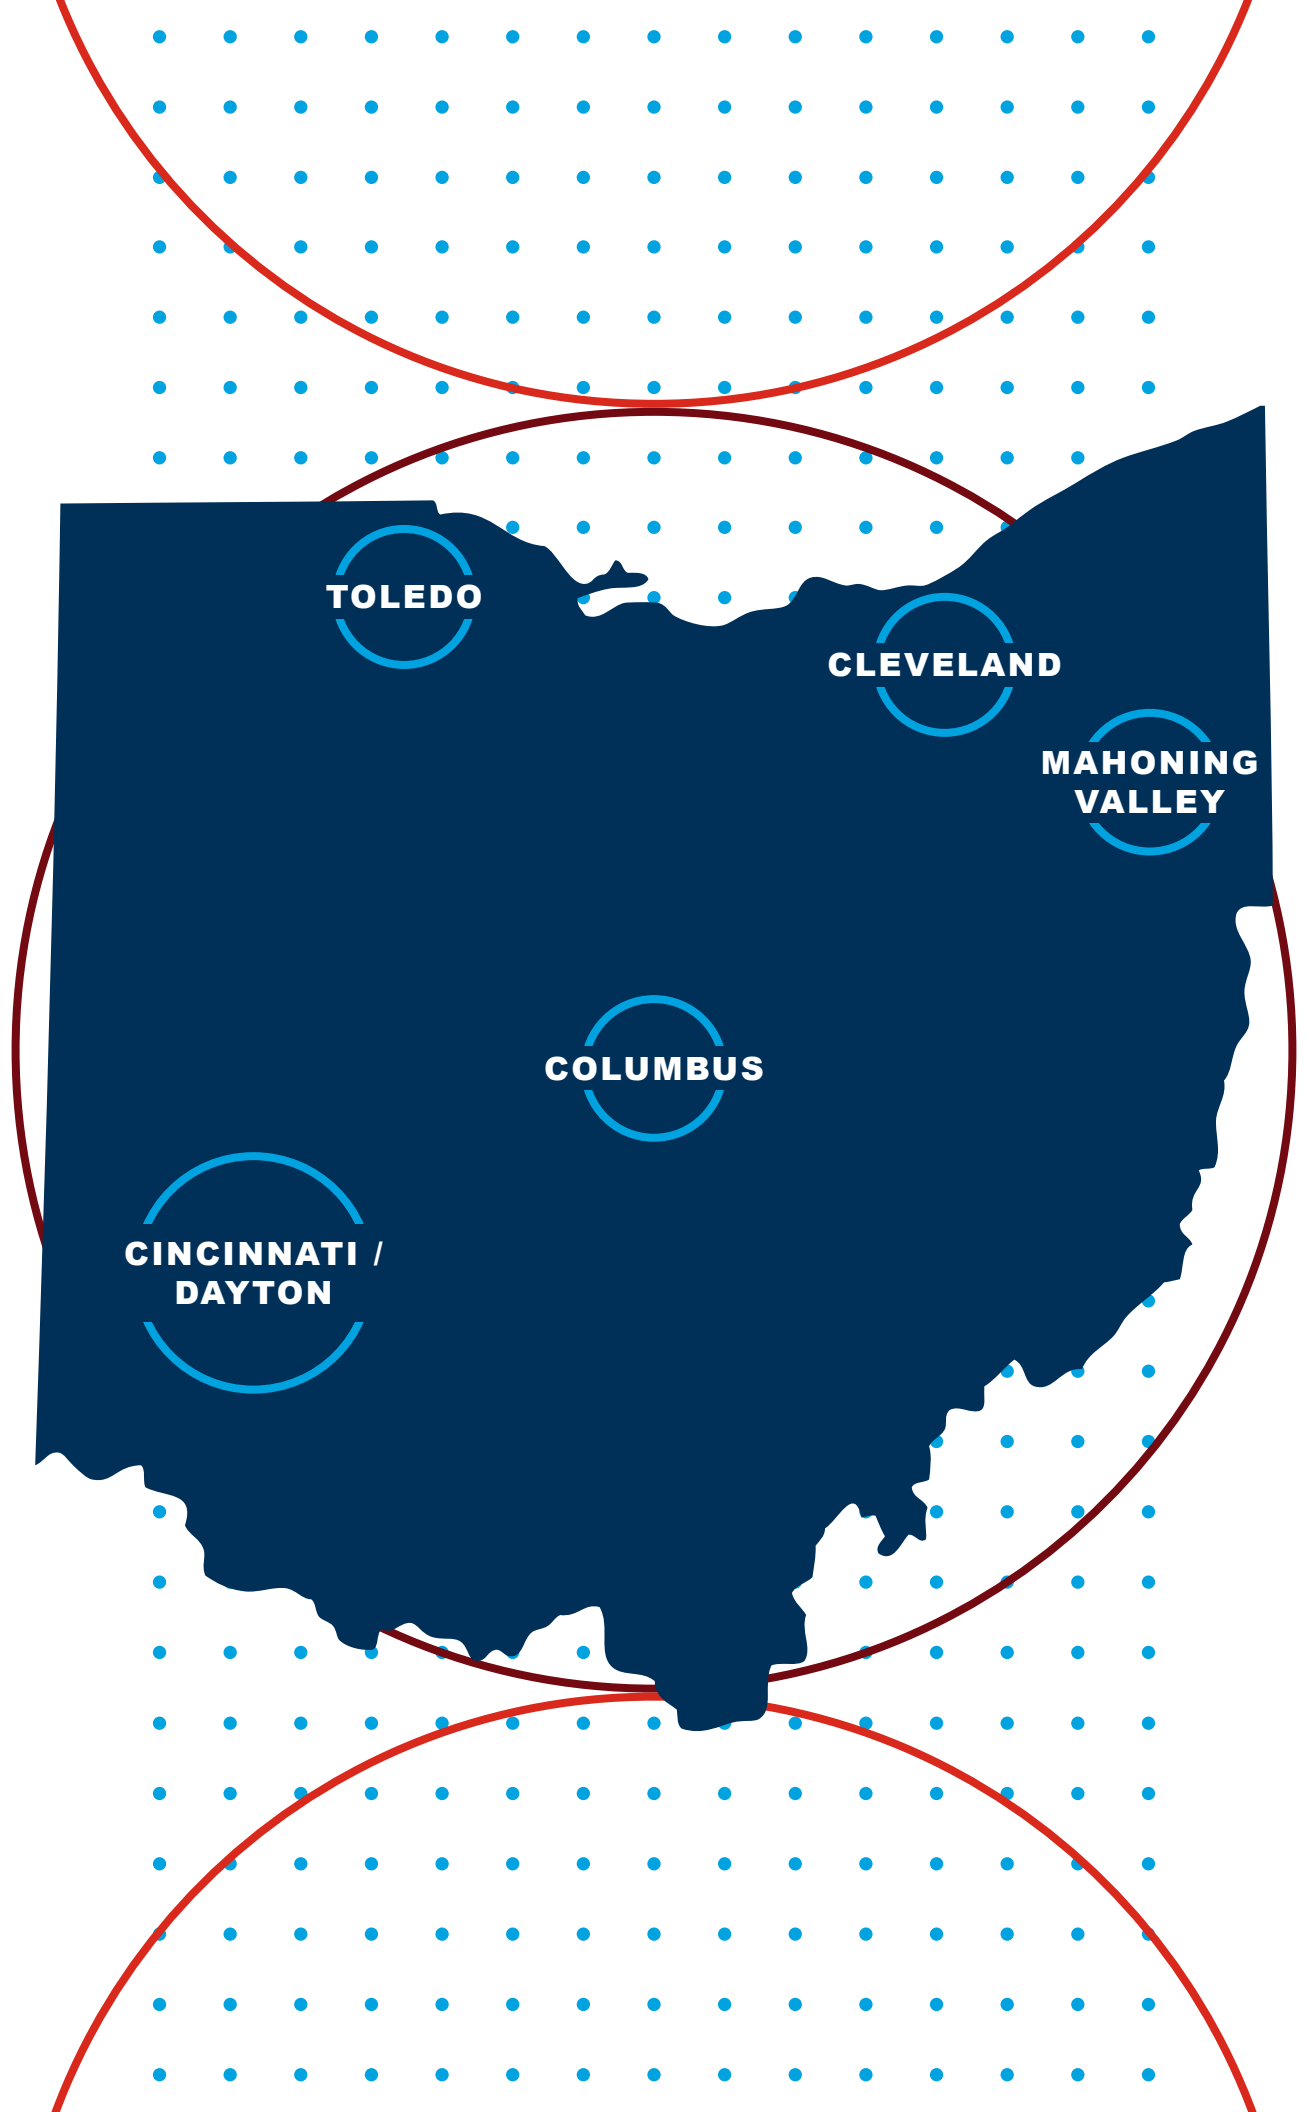 TOLEDO
CLEVELAND
MAHONING
VALLEY
COLUMBUS
CINCINNATI /
DAYTON